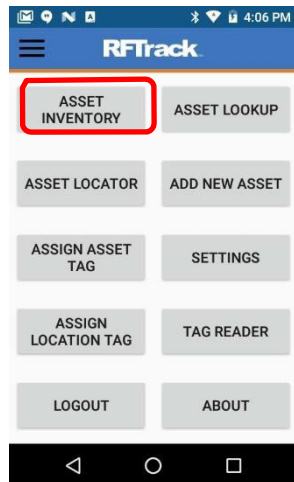 4:06 PM
RFTrack
ASSET
INVENTORY
ASSET LOOKUP
ASSET LOCATOR
ADD NEW ASSET
ASSIGN ASSET
TAG
SETTINGS
ASSIGN
LOCATION TAG
TAG READER
LOGOUT
ABOUT